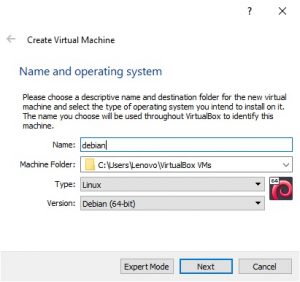 ?
Create Virtual Machine
Name and operating system
Please choose a descriptive name and destination folder for the new virtual
machine and select the type of operating system you intend to install on it.
The name you choose will be used throughout VirtualBox to identify this
machine.
Name: debian
Machine Folder: C:\Users\Lenovo\VirtualBox VMs
Type: Linux
64
Version: Debian (64-bit)
Expert Mode Next Cancel